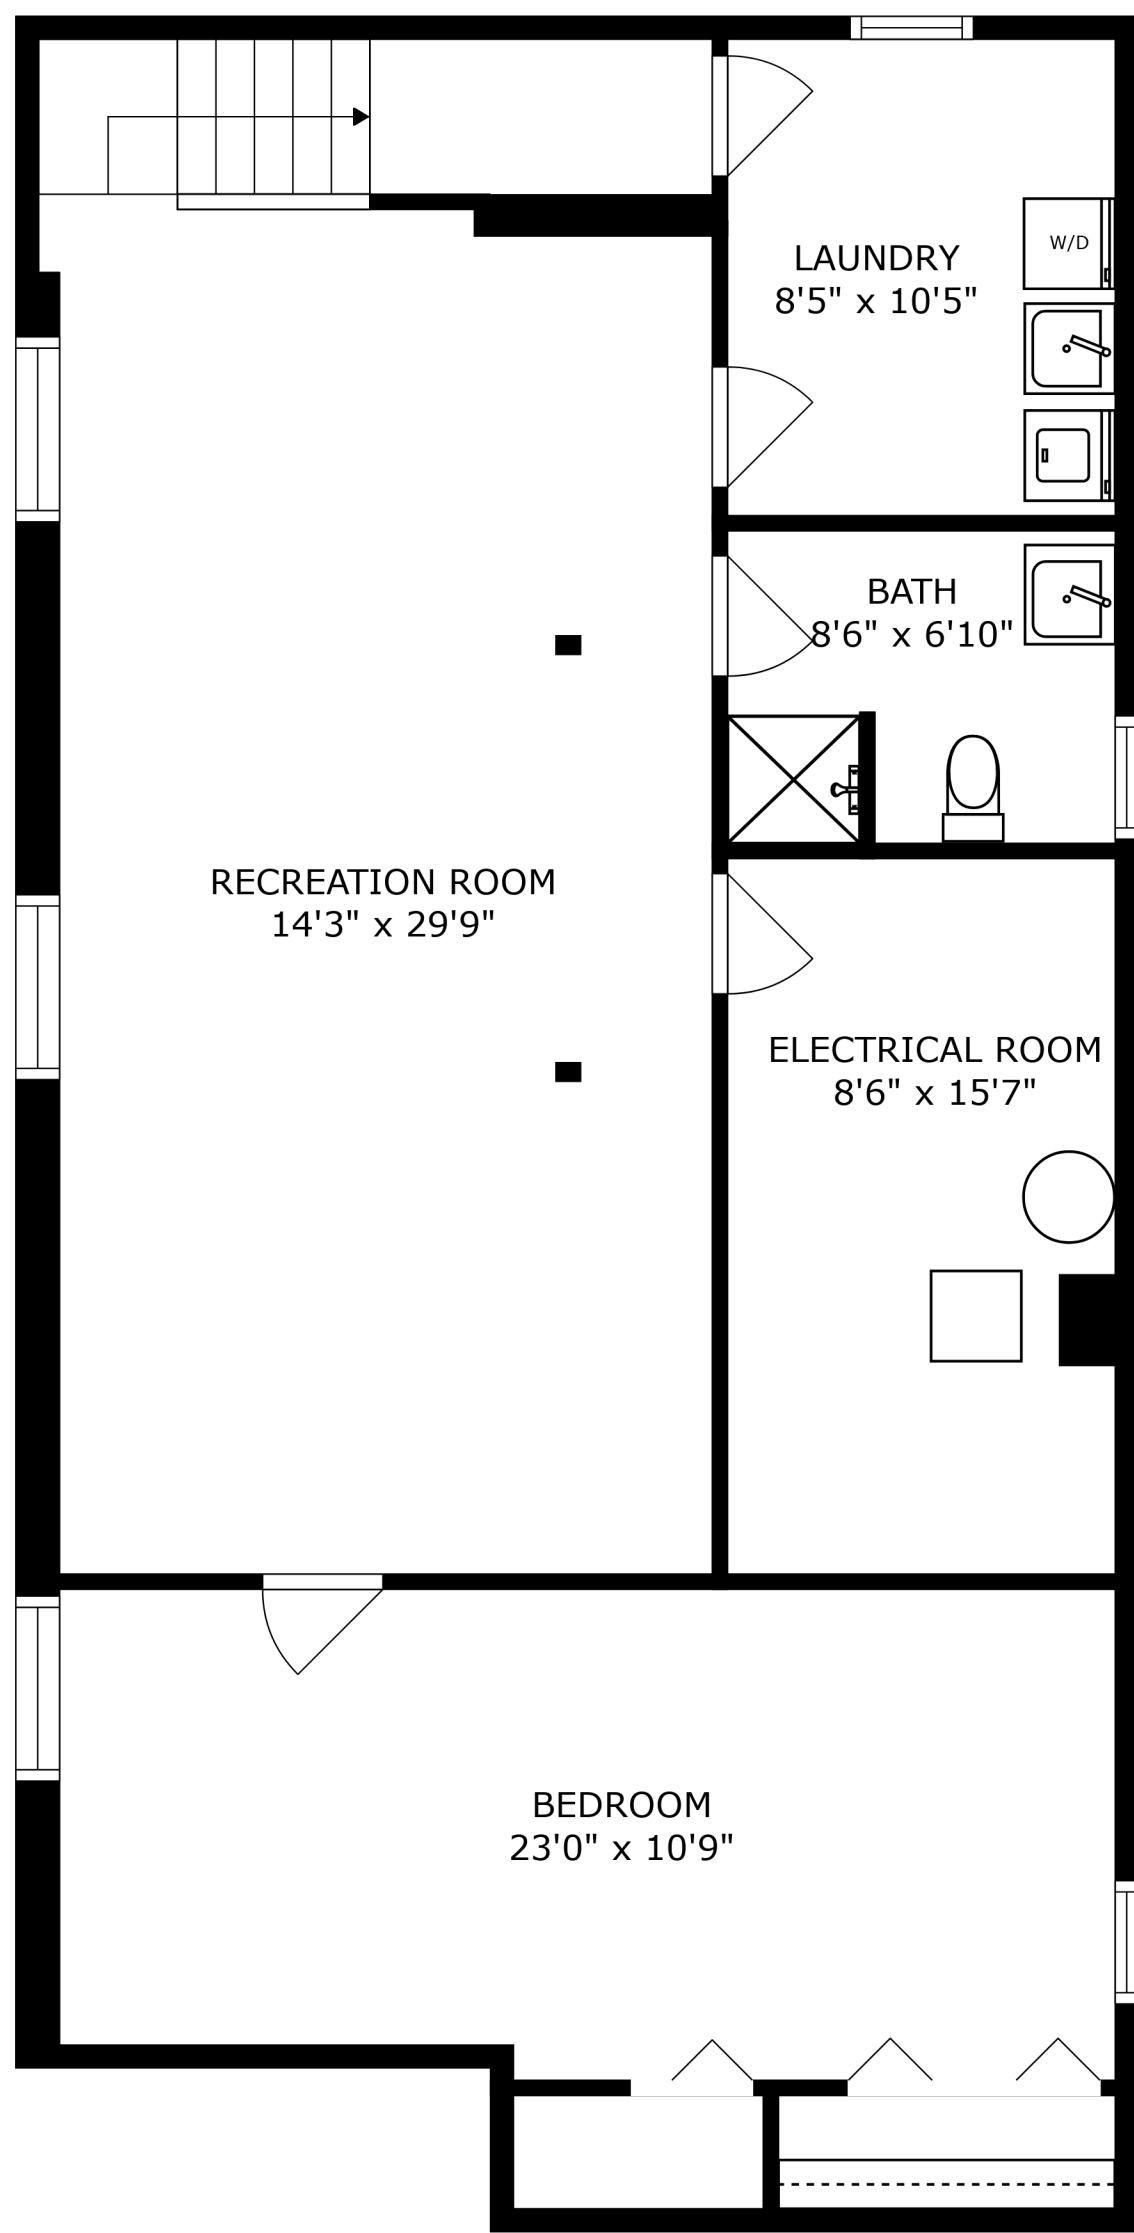 W/D
LAUNDRY
8'5" x 10'5"
BATH
8'6" x 6'10"
RECREATION ROOM
14'3" x 29'9"
ELECTRICAL ROOM
8'6" x 15'7"
BEDROOM
23'0" x 10'9"